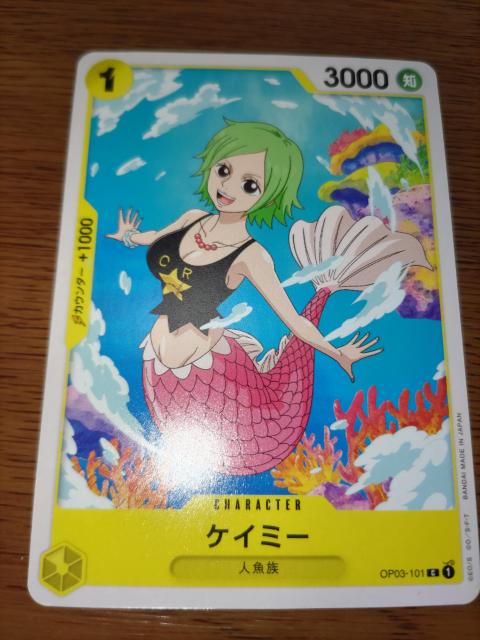 1
3000 知
カウンター +1000
C R
CHARACTER
ケイミー
人魚族
OP03-101 C 1
©EO/S ©O/S・F・T BANDAI MADE IN JAPAN